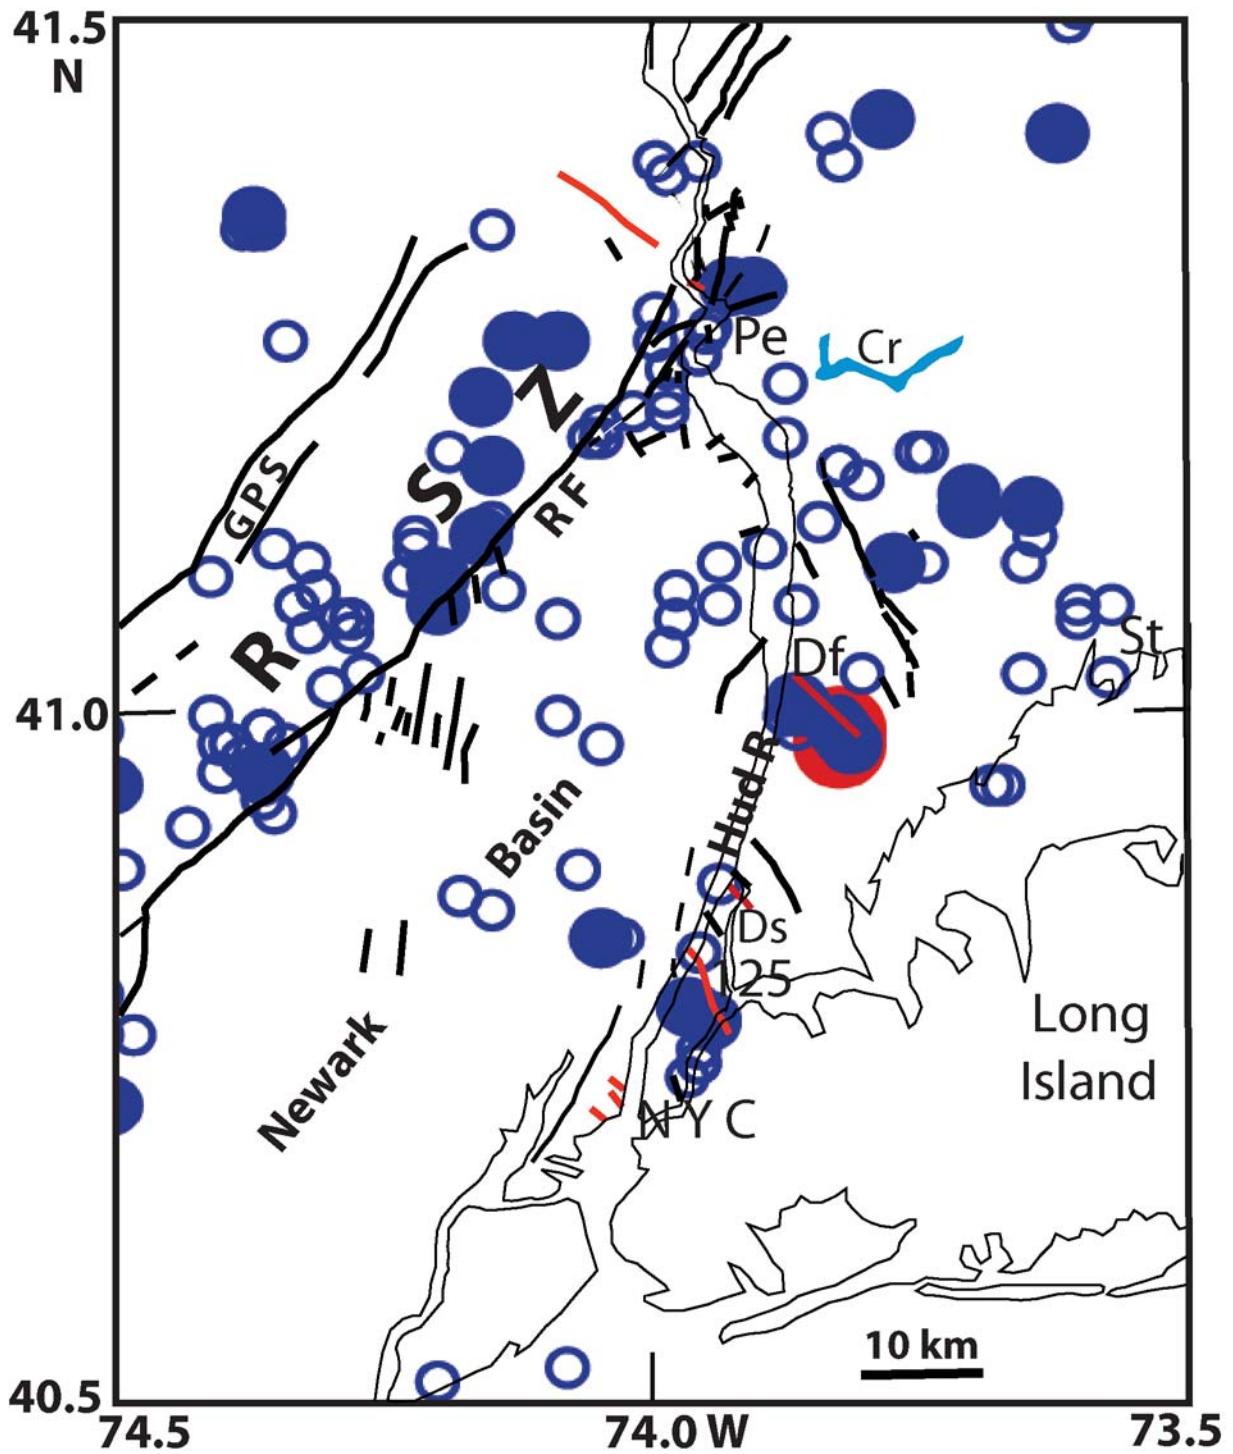 41.5
N
Pe
Cr
Z
S
GPS
RF
R
St
Df
41.0
Hud R
Basin
Ds
125
Newark
Long
Island
NYC
10 km
40.5
74.5
74.0 W
73.5